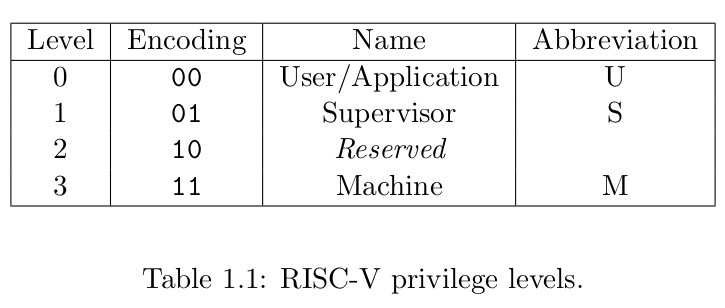 Level Encoding Name Abbreviation
0 00 User/Application U
1 01 Supervisor S
2 10 Reserved
3 11 Machine M
Table 1.1: RISC-V privilege levels.